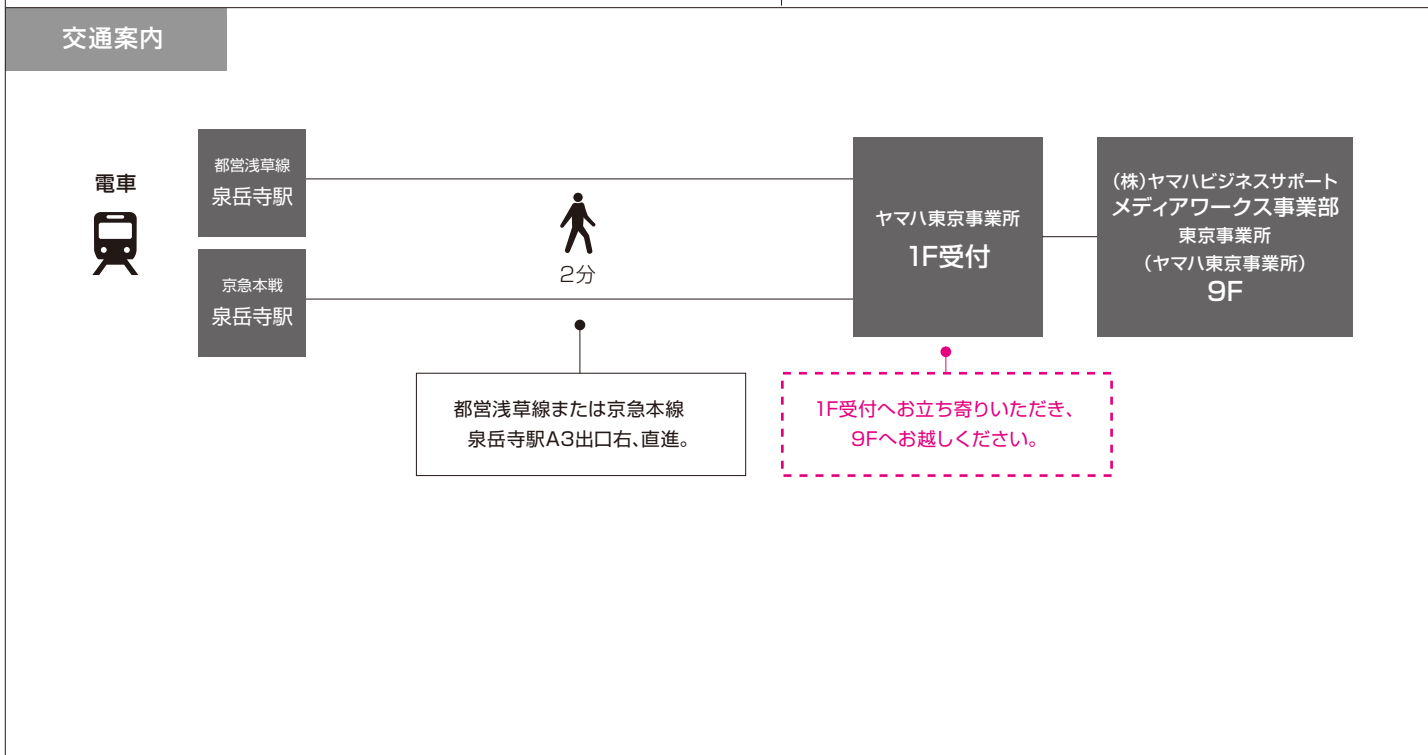 交通案内
電車
都営浅草線
泉岳寺駅
京急本戦
泉岳寺駅
2分
ヤマハ東京事業所
1F受付
(株)ヤマハビジネスサポート
メディアワークス事業部
東京事業所
(ヤマハ東京事業所)
9F
都営浅草線または京急本線
泉岳寺駅A3出口右、直進。
1F受付へお立ち寄りいただき、
9Fへお越しください。